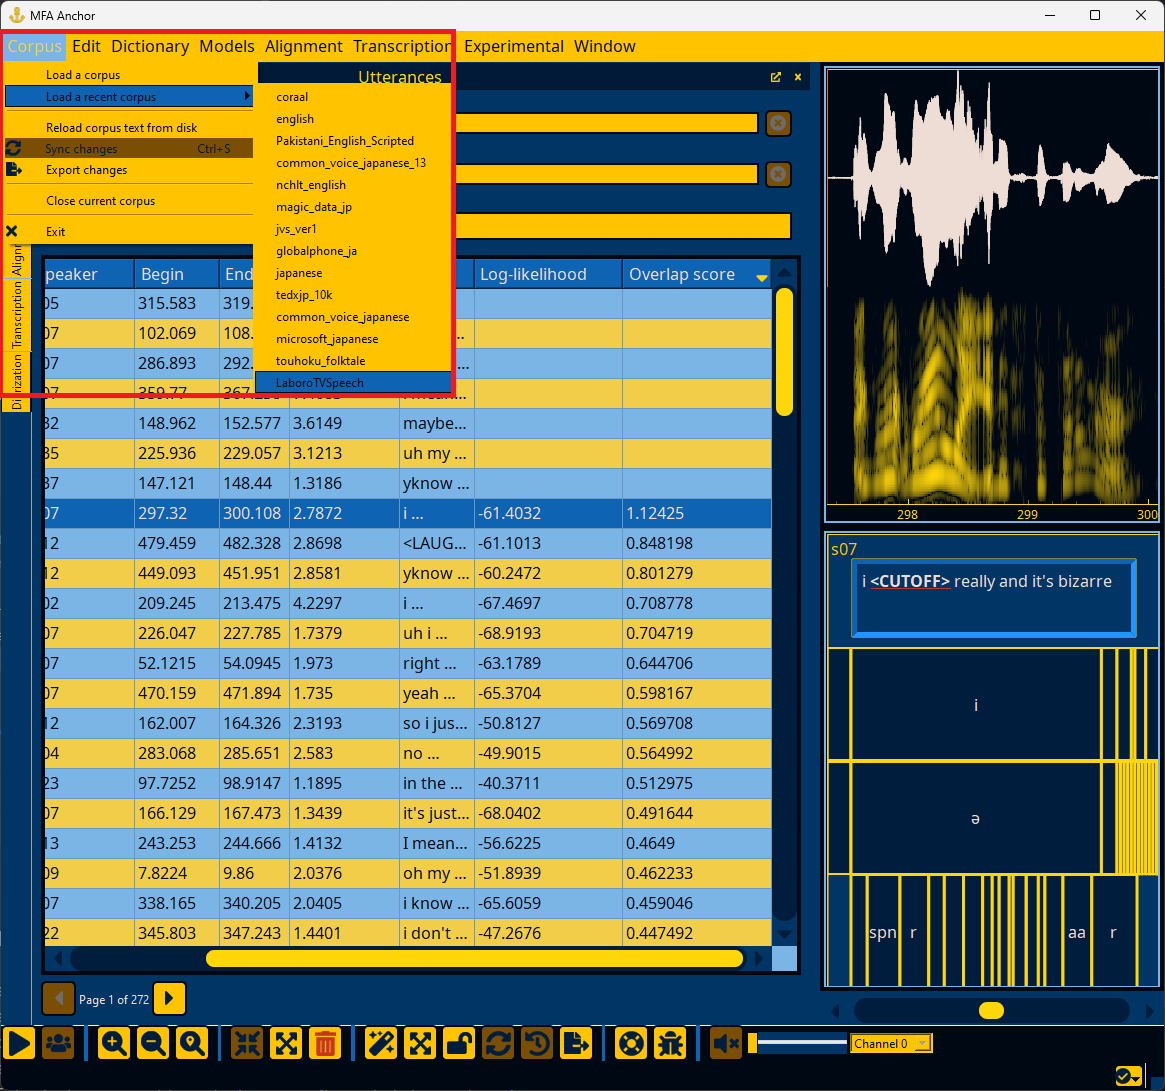 MFA Anchor
Corpus Edit Dictionary Models Alignment Transcription Experimental Window
Load a corpus
Load a recent corpus
Reload corpus text from disk
Sync changes Ctrl+S
Export changes
Close current corpus
Exit
Utterances
coraal
english
Pakistani_English_Scripted
common_voice_japanese_13
nchlt_english
magic_data_jp
jvs_ver1
globalphone_ja
japanese
tedxjp_10k
common_voice_japanese
microsoft_japanese
touhoku_folktale
LaboroTVSpeech
Transcription
peaker Begin End Log-likelihood Overlap score
05 315.583 319.
07 102.069 108. ...
07 286.893 292. ...
07 359.77 367.
32 148.962 152.577 3.6149 maybe...
35 225.936 229.057 3.1213 uh my ...
37 147.121 148.44 1.3186 yknow ...
07 297.32 300.108 2.7872 i ... -61.4032 1.12425
12 479.459 482.328 2.8698 <LAUG... -61.1013 0.848198
12 449.093 451.951 2.8581 yknow ... -60.2472 0.801279
02 209.245 213.475 4.2297 i ... -67.4697 0.708778
07 226.047 227.785 1.7379 uh i ... -68.9193 0.704719
07 52.1215 54.0945 1.973 right ... -63.1789 0.644706
07 470.159 471.894 1.735 yeah ... -65.3704 0.598167
12 162.007 164.326 2.3193 so i jus... -50.8127 0.569708
04 283.068 285.651 2.583 no ... -49.9015 0.564992
23 97.7252 98.9147 1.1895 in the ... -40.3711 0.512975
07 166.129 167.473 1.3439 it's just... -68.0402 0.491644
13 243.253 244.666 1.4132 I mean... -56.6225 0.4649
09 7.8224 9.86 2.0376 oh my ... -51.8939 0.462233
07 338.165 340.205 2.0405 i know ... -65.6059 0.459046
22 345.803 347.243 1.4401 i don't ... -47.2676 0.447492
Page 1 of 272
298 299 300
s07
i <CUTOFF> really and it's bizarre
i
ə
spn r aa r
Channel 0